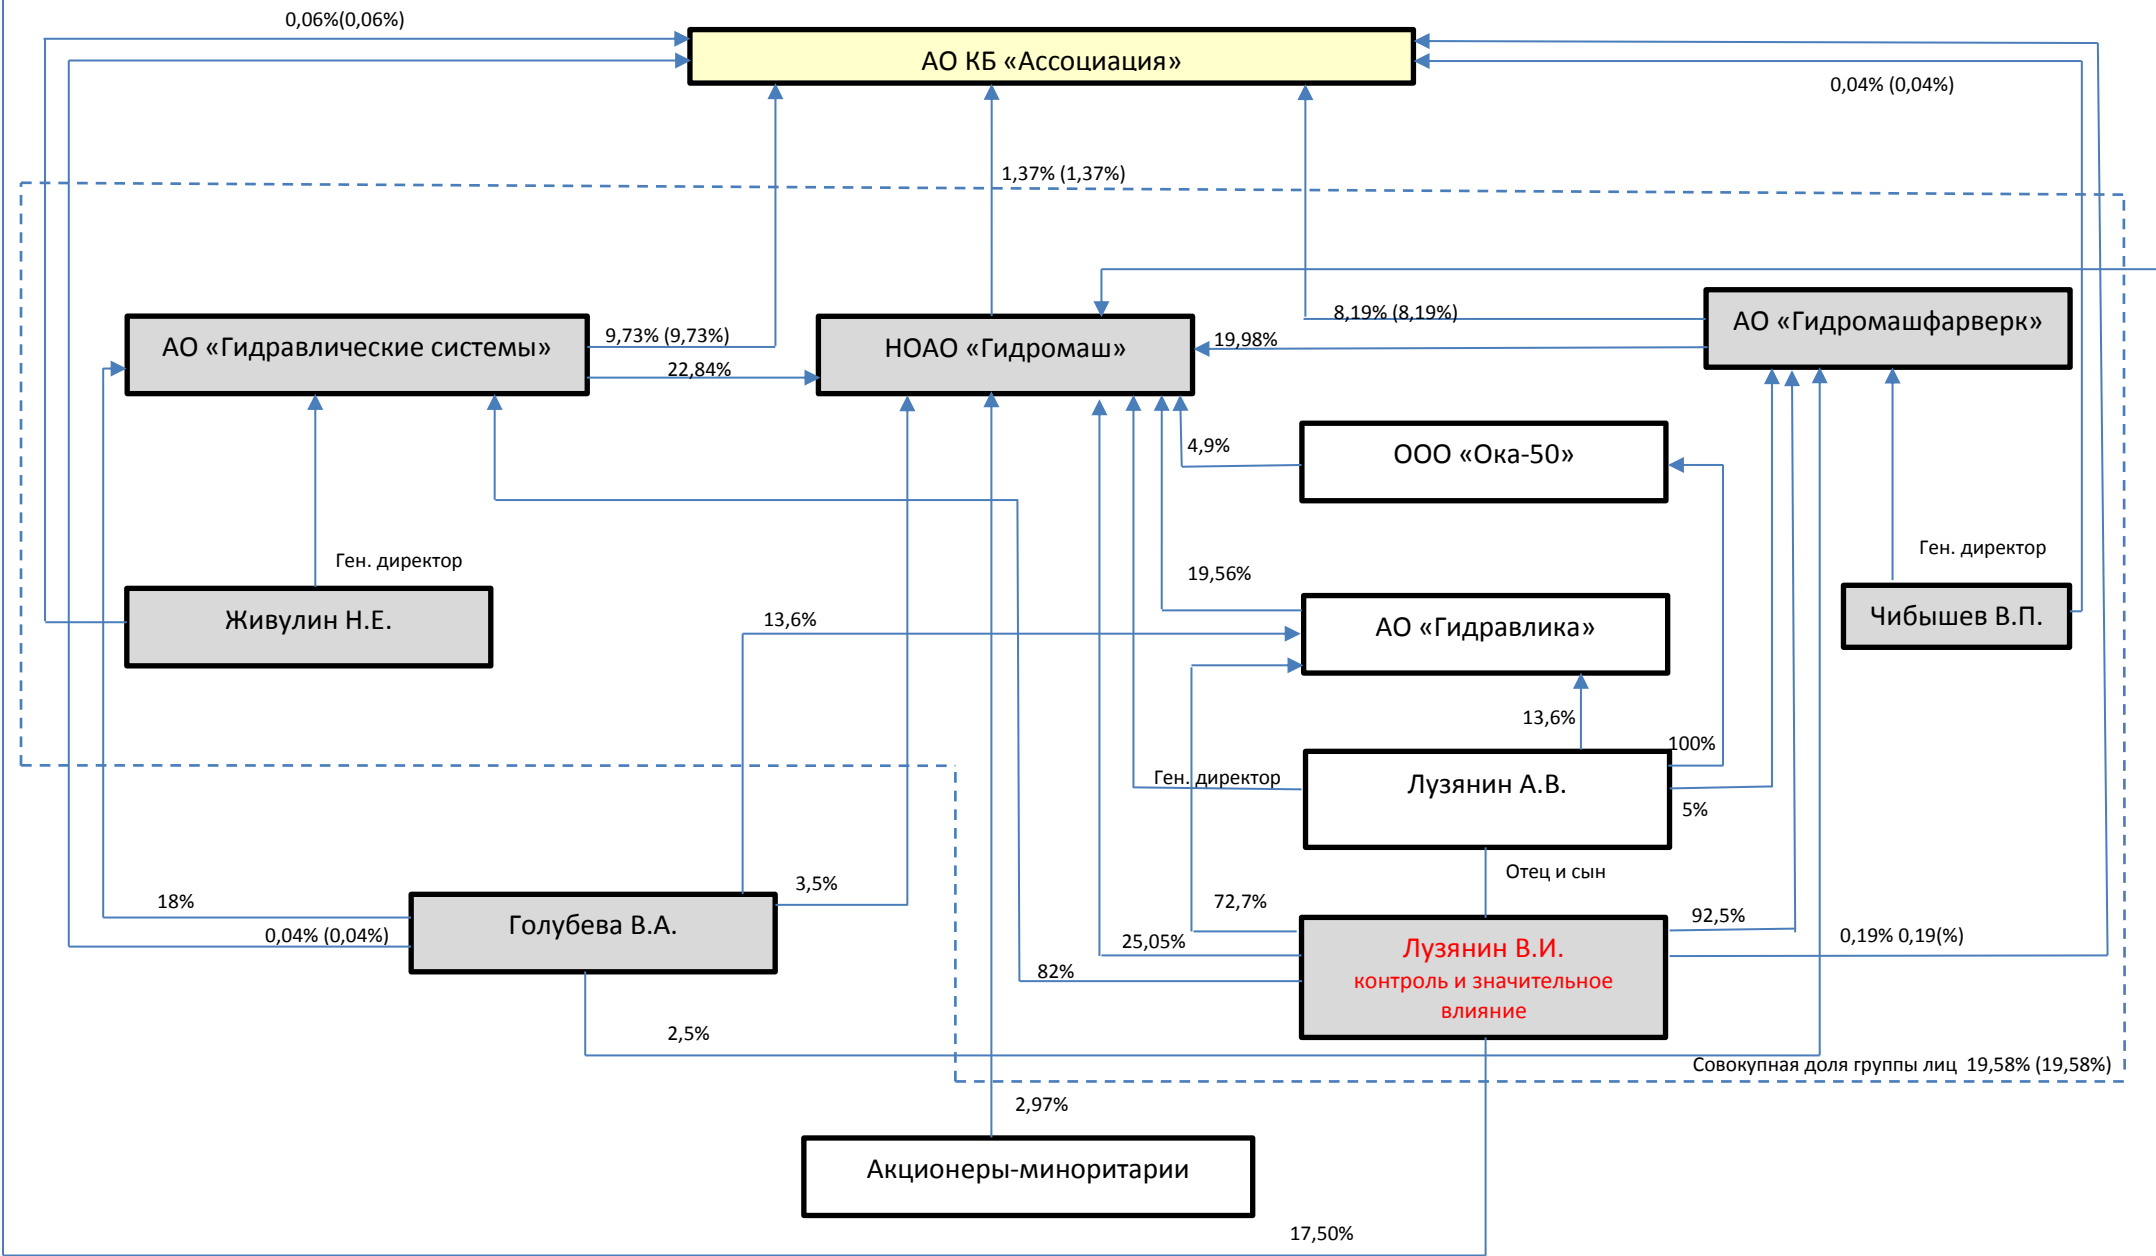 0,06%(0,06%)
АО КБ «Ассоциация»
0,04% (0,04%)
1,37% (1,37%)
АО «Гидравлические системы»
9,73% (9,73%)
22,84%
НОАО «Гидромаш»
19,98%
8,19% (8,19%)
АО «Гидромашфарверк»
4,9%
ООО «Ока-50»
Ген. директор
Ген. директор
Живулин Н.Е.
13,6%
19,56%
АО «Гидравлика»
Чибышев В.П.
13,6%
100%
Ген. директор
Лузянин А.В.
5%
Отец и сын
18%
0,04% (0,04%)
Голубева В.А.
3,5%
72,7%
25,05%
82%
Лузянин В.И.
контроль и значительное
влияние
92,5%
0,19% 0,19(%)
2,5%
Совокупная доля группы лиц 19,58% (19,58%)
2,97%
Акционеры-миноритарии
17,50%